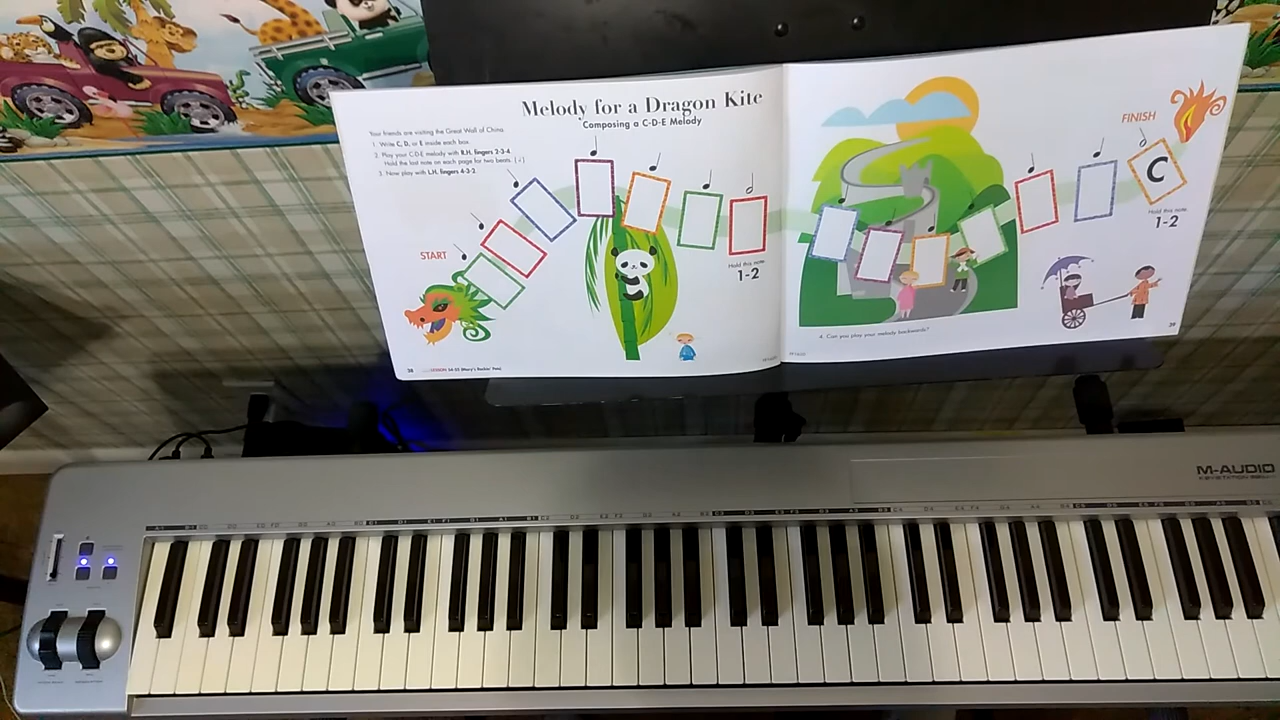 Melody for a Dragon Kite
Composing a C-D-E Melody
Your friends are visiting the Great Wall of China.
1. Write C, D, or E inside each box.
2. Play your C-D-E melody with R.H. fingers 2-3-4.
Hold the last note on each page for two beats. (𝅗𝅥)
3. Now play with L.H. fingers 4-3-2.
START
Hold this note
1-2
38
LESSON
FINISH
C
Hold this note
1-2
4. Can you play your melody backwards?
39
M-AUDIO